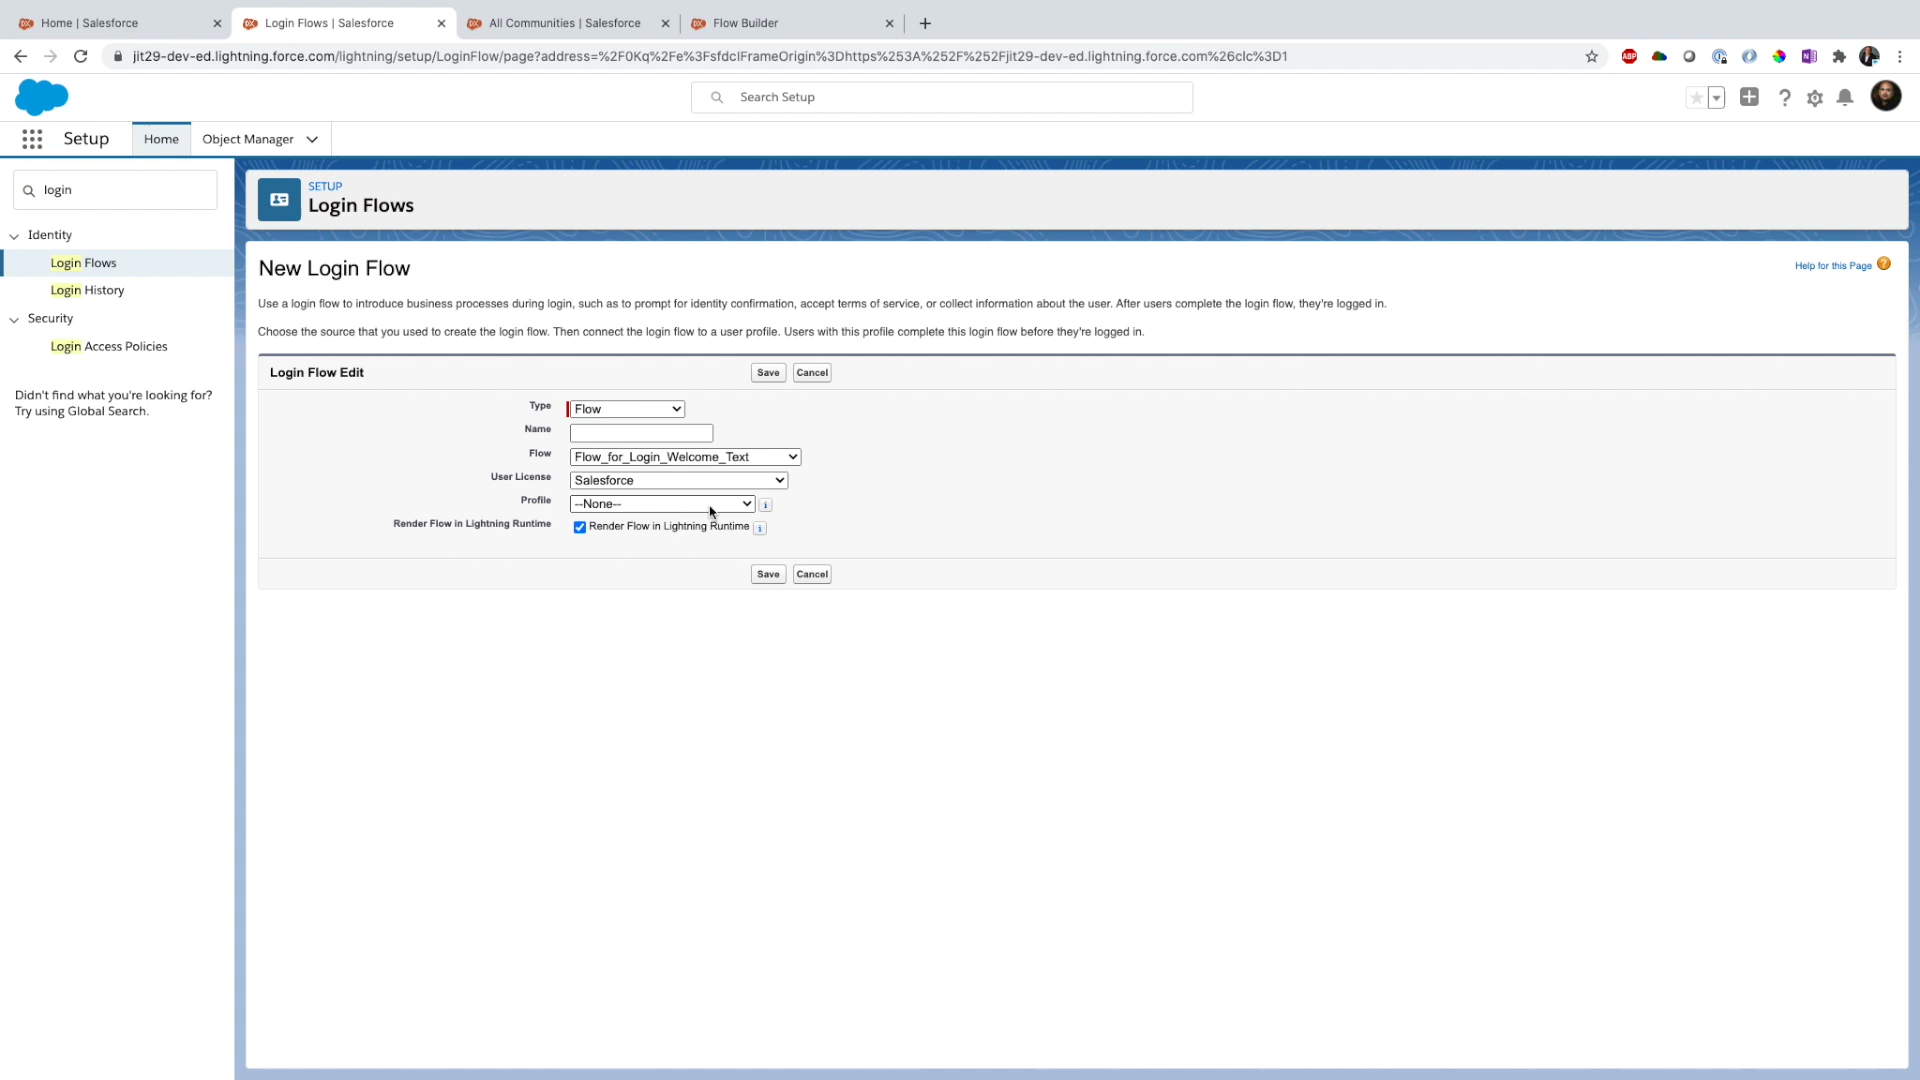 Home | Salesforce
Login Flows | Salesforce
All Communities | Salesforce
Flow Builder
jit29-dev-ed.lightning.force.com/lightning/setup/LoginFlow/page?address=%2F0Kq%2Fe%3FsfdcIFrameOrigin%3Dhttps%253A%252F%252Fjit29-dev-ed.lightning.force.com%26clc%3D1
ABP
Search Setup
Setup
Home
Object Manager
login
Identity
Login Flows
Login History
Security
Login Access Policies
Didn't find what you're looking for?
Try using Global Search.
SETUP
Login Flows
New Login Flow
Help for this Page
Use a login flow to introduce business processes during login, such as to prompt for identity confirmation, accept terms of service, or collect information about the user. After users complete the login flow, they're logged in.
Choose the source that you used to create the login flow. Then connect the login flow to a user profile. Users with this profile complete this login flow before they're logged in.
Login Flow Edit
Save
Cancel
Type
Flow
Name
Flow
Flow_for_Login_Welcome_Text
User License
Salesforce
Profile
--None--
Render Flow in Lightning Runtime
Render Flow in Lightning Runtime
Save
Cancel